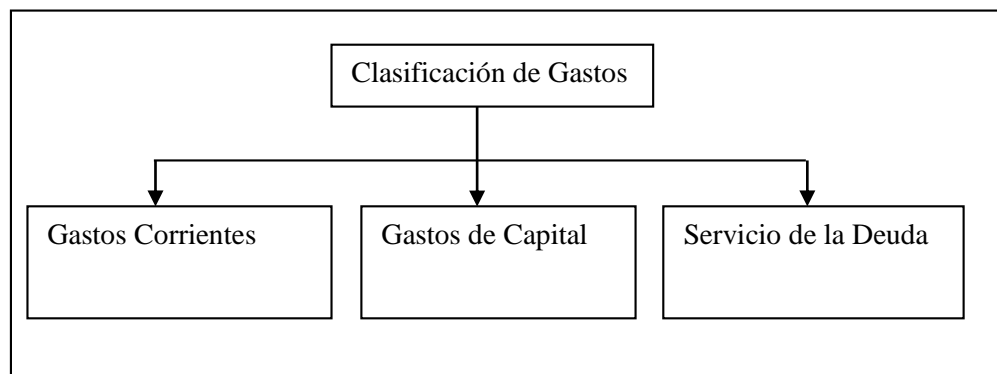 Clasificación de Gastos
Gastos Corrientes
Gastos de Capital
Servicio de la Deuda